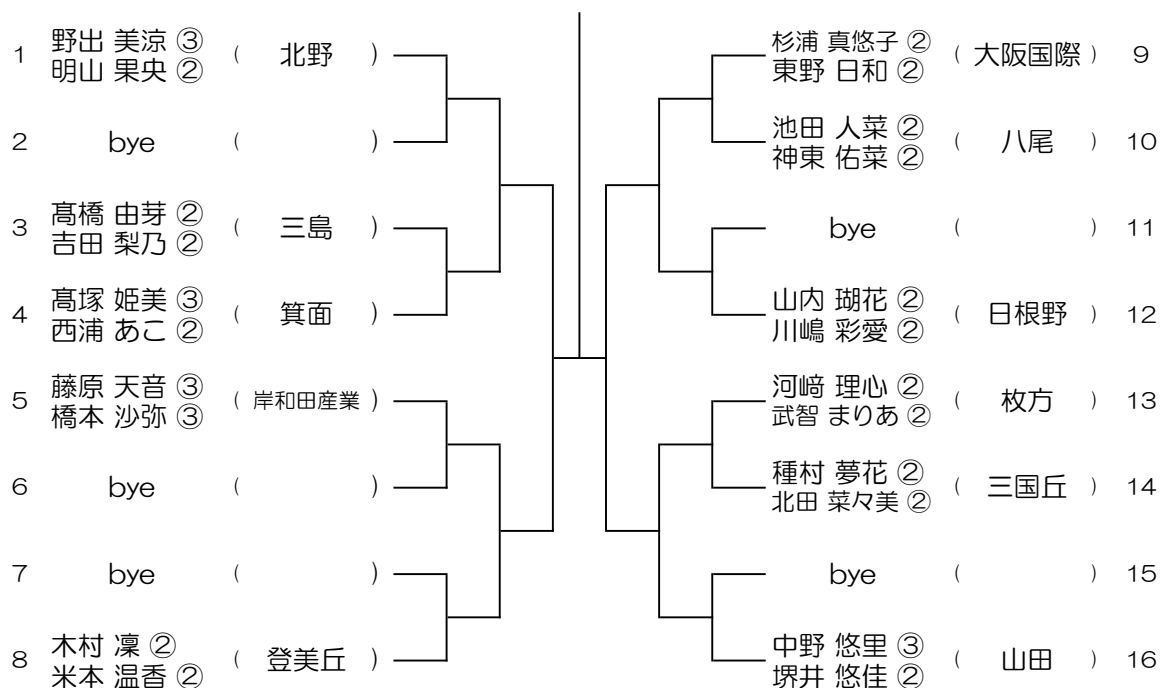 1 野出 美涼 ③ ( 北野 )
明山 果央 ②
2 bye ( )
3 髙橋 由芽 ② ( 三島 )
吉田 梨乃 ②
4 髙塚 姫美 ③ ( 箕面 )
西浦 あこ ②
5 藤原 天音 ③ ( 岸和田産業 )
橋本 沙弥 ③
6 bye ( )
7 bye ( )
8 木村 凜 ② ( 登美丘 )
米本 温香 ②
杉浦 真悠子 ② ( 大阪国際 ) 9
東野 日和 ②
池田 人菜 ② ( 八尾 ) 10
神東 佑菜 ②
bye ( ) 11
山内 瑚花 ② ( 日根野 ) 12
川嶋 彩愛 ②
河﨑 理心 ② ( 枚方 ) 13
武智 まりあ ②
種村 夢花 ② ( 三国丘 ) 14
北田 菜々美 ②
bye ( ) 15
中野 悠里 ③ ( 山田 ) 16
堺井 悠佳 ②